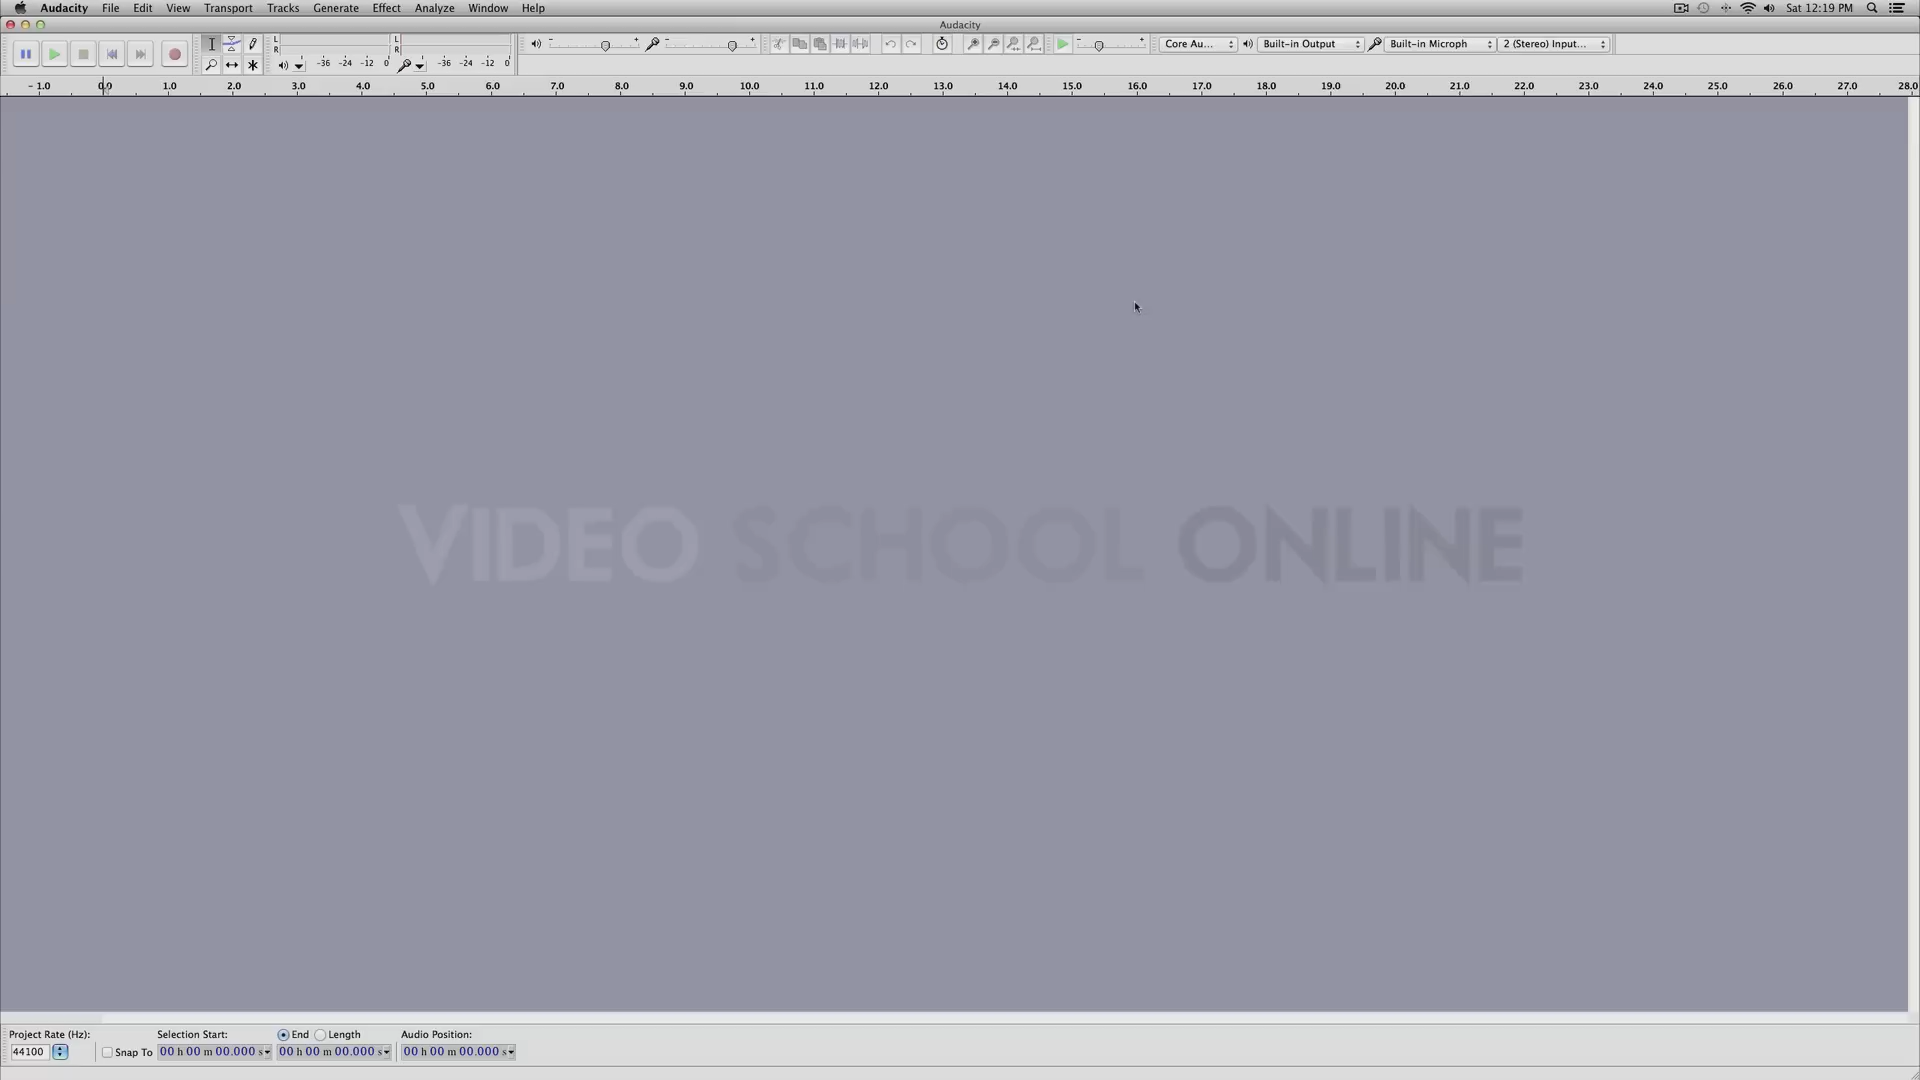 Audacity File Edit View Transport Tracks Generate Effect Analyze Window Help Sat 12:19 PM
Audacity
L R L R Core Au... Built-in Output Built-in Microph 2 (Stereo) Input...
-36 -24 -12 0 -36 -24 -12 0
- 1.0 0.0 1.0 2.0 3.0 4.0 5.0 6.0 7.0 8.0 9.0 10.0 11.0 12.0 13.0 14.0 15.0 16.0 17.0 18.0 19.0 20.0 21.0 22.0 23.0 24.0 25.0 26.0 27.0 28.0
VIDEO SCHOOL ONLINE
Project Rate (Hz): Selection Start: End Length Audio Position:
44100 Snap To 00 h 00 m 00.000 s 00 h 00 m 00.000 s 00 h 00 m 00.000 s